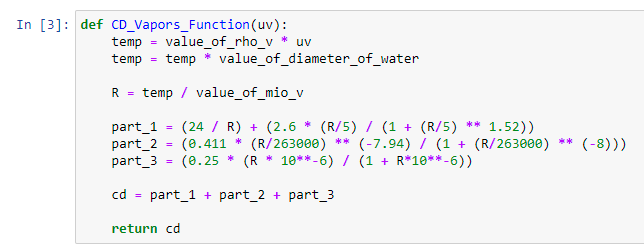 In [3]: def CD_Vapors_Function(uv):
temp = value_of_rho_v * uv
temp = temp * value_of_diameter_of_water
R = temp / value_of_mio_v
part_1 = (24 / R) + (2.6 * (R/5) / (1 + (R/5) ** 1.52))
part_2 = (0.411 * (R/263000) ** (-7.94) / (1 + (R/263000) ** (-8)))
part_3 = (0.25 * (R * 10**-6) / (1 + R*10**-6))
cd = part_1 + part_2 + part_3
return cd